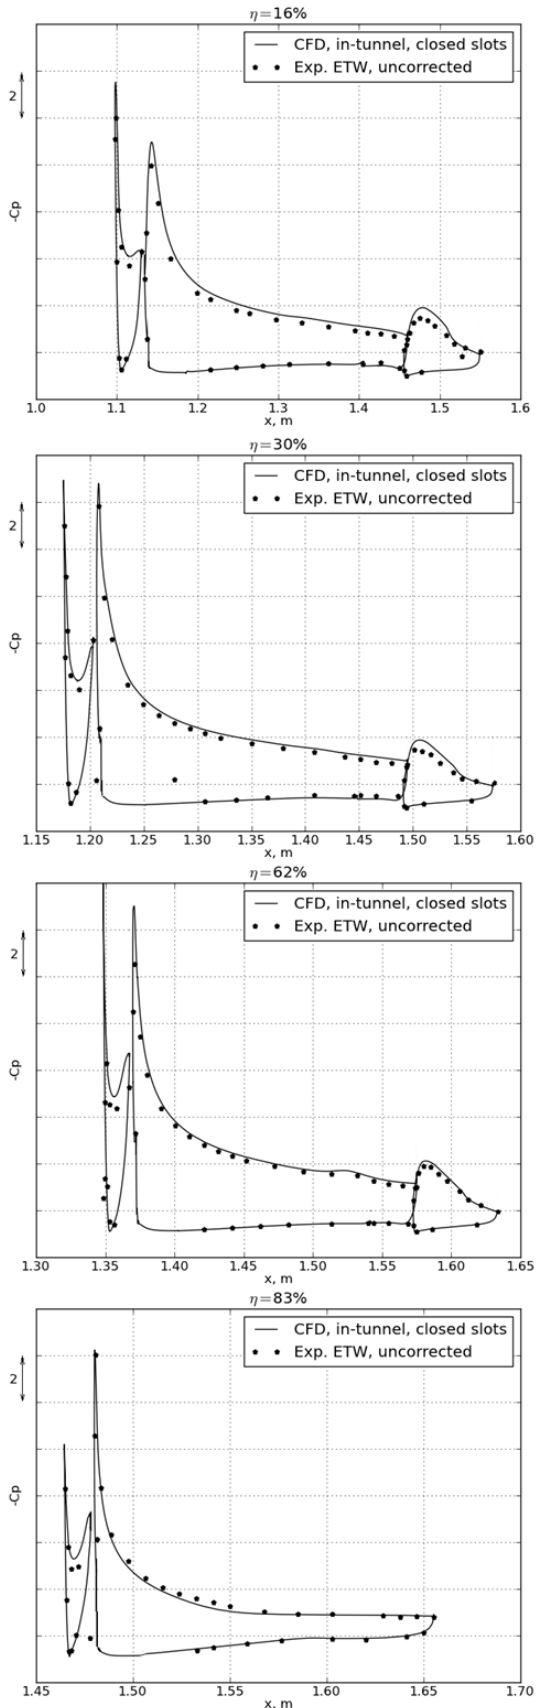 η=16%
CFD, in-tunnel, closed slots
Exp. ETW, uncorrected
2
-Cp
1.0 1.1 1.2 1.3 1.4 1.5 1.6
x, m
η=30%
CFD, in-tunnel, closed slots
Exp. ETW, uncorrected
2
-Cp
1.15 1.20 1.25 1.30 1.35 1.40 1.45 1.50 1.55 1.60
x, m
η=62%
CFD, in-tunnel, closed slots
Exp. ETW, uncorrected
2
-Cp
1.30 1.35 1.40 1.45 1.50 1.55 1.60 1.65
x, m
η=83%
CFD, in-tunnel, closed slots
Exp. ETW, uncorrected
2
-Cp
1.45 1.50 1.55 1.60 1.65 1.70
x, m